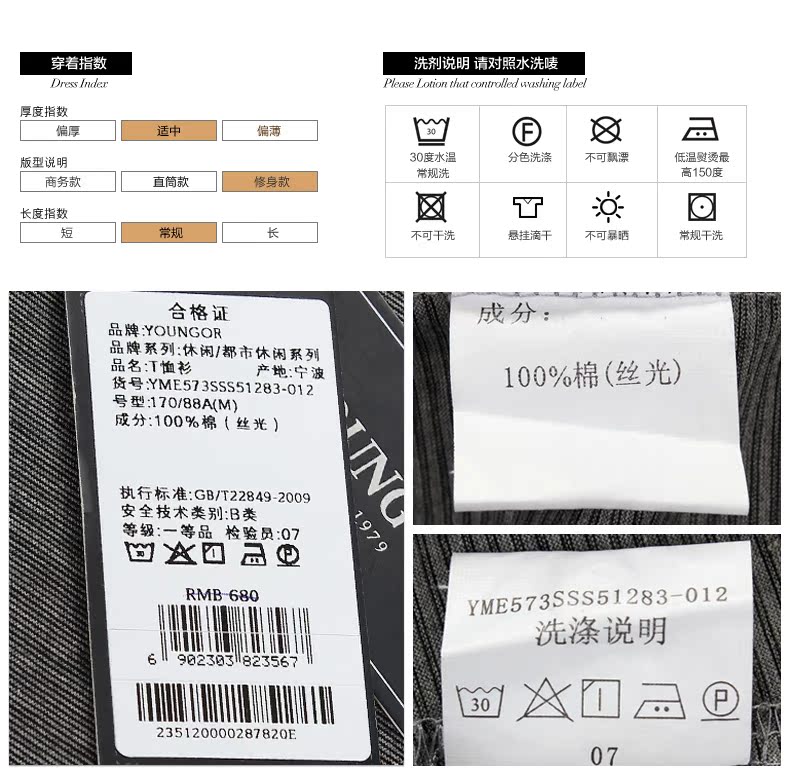 穿着指数
Dress Index
洗剂说明 请对照水洗唛
Please Lotion that controlled washing label
厚度指数
偏厚 适中 偏薄
版型说明
商务款 直筒款 修身款
长度指数
短 常规 长
30
30度水温
常规洗
F
分色洗涤
不可飘漂
低温熨烫最
高150度
不可干洗
悬挂滴干
不可暴晒
常规干洗
合格证
品牌:YOUNGOR
品牌系列:休闲/都市休闲系列
品名:T恤衫 产地:宁波
货号:YME573SSS51283-012
号型:170/88A(M)
成分:100%棉(丝光)
执行标准:GB/T22849-2009
安全技术类别:B类
等级:一等品 检验员:07
30
P
RMB 680
6 902303 823567
235120000287820E
UNG
1979
成分:
100%棉(丝光)
YME573SSS51283-012
洗涤说明
30
P
07